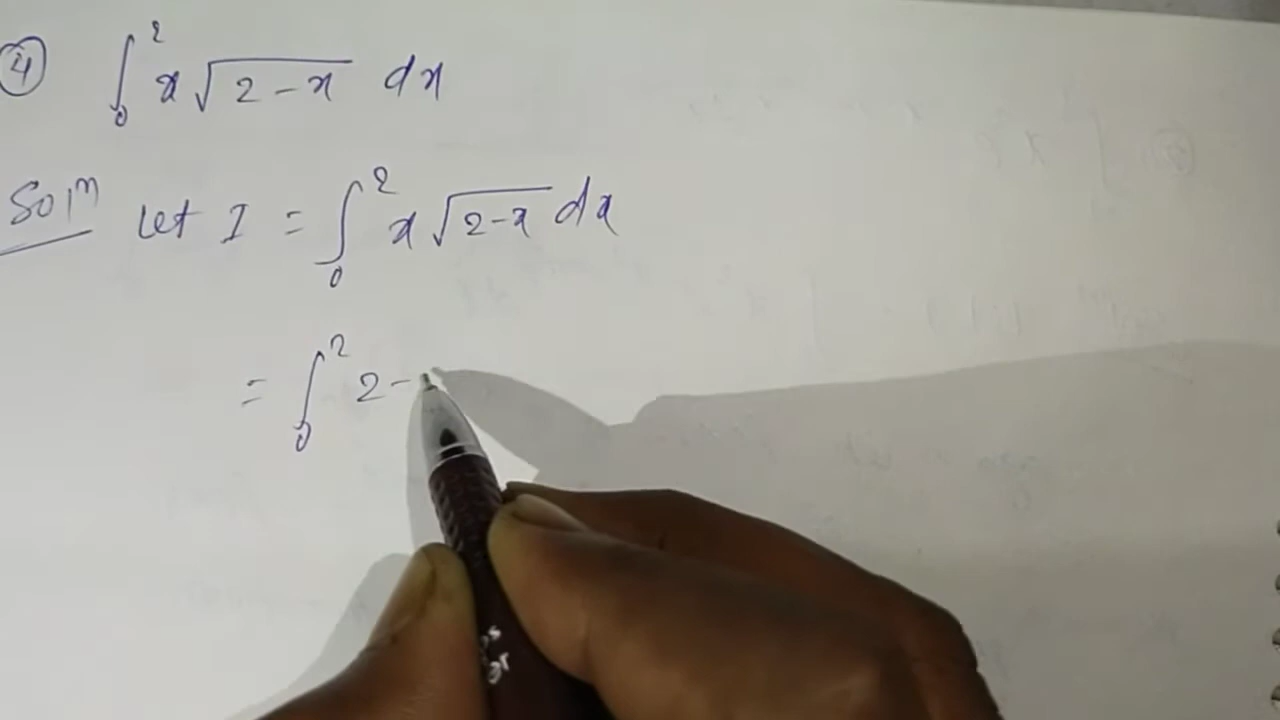 ④ ∫₀² x √(2-x) dx
Solⁿ Let I = ∫₀² x √(2-x) dx
= ∫₀² 2-